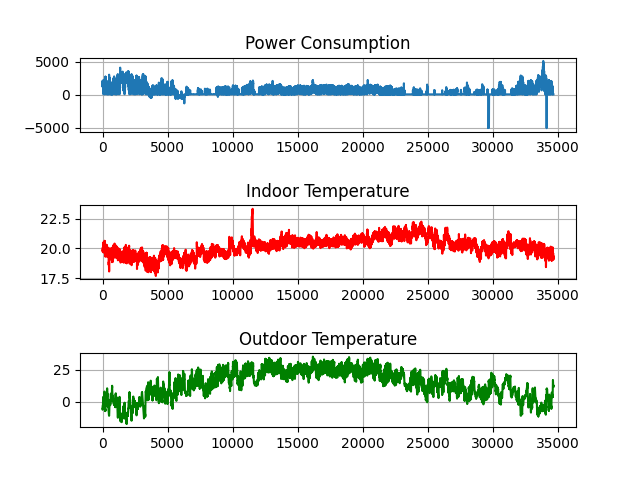 Power Consumption
5000
0
−5000
0 5000 10000 15000 20000 25000 30000 35000
Indoor Temperature
22.5
20.0
17.5
0 5000 10000 15000 20000 25000 30000 35000
Outdoor Temperature
25
0
0 5000 10000 15000 20000 25000 30000 35000